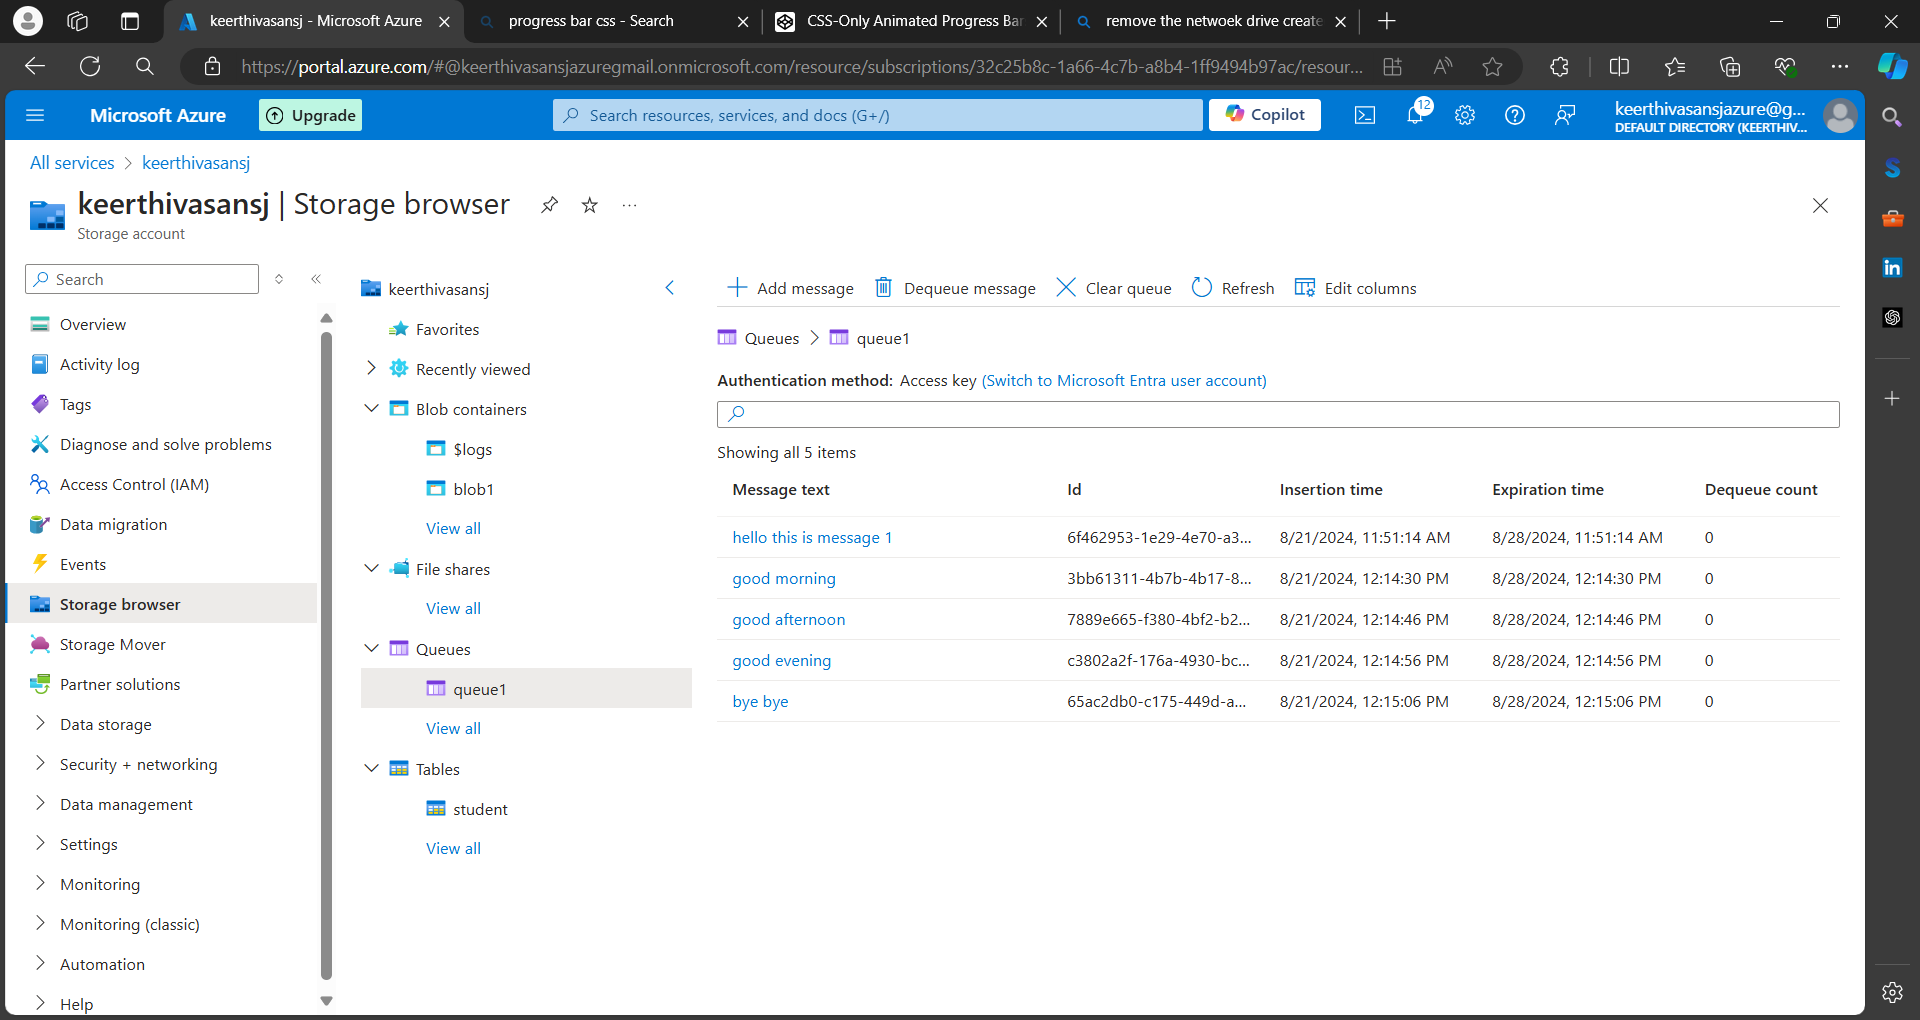 keerthivasansj - Microsoft Azure
progress bar css - Search
CSS-Only Animated Progress Bar
remove the netwoek drive create
https://portal.azure.com/#@keerthivasansjazuregmail.onmicrosoft.com/resource/subscriptions/32c25b8c-1a66-4c7b-a8b4-1ff9494b97ac/resour...
Microsoft Azure
Upgrade
Search resources, services, and docs (G+/)
Copilot
12
keerthivasansjazure@g...
DEFAULT DIRECTORY (KEERTHIV...
All services > keerthivasansj
keerthivasansj | Storage browser
Storage account
Search
Overview
Activity log
Tags
Diagnose and solve problems
Access Control (IAM)
Data migration
Events
Storage browser
Storage Mover
Partner solutions
Data storage
Security + networking
Data management
Settings
Monitoring
Monitoring (classic)
Automation
Help
keerthivasansj
Favorites
Recently viewed
Blob containers
$logs
blob1
View all
File shares
View all
Queues
queue1
View all
Tables
student
View all
Add message Dequeue message Clear queue Refresh Edit columns
Queues > queue1
Authentication method: Access key (Switch to Microsoft Entra user account)
Showing all 5 items
Message text Id Insertion time Expiration time Dequeue count
hello this is message 1 6f462953-1e29-4e70-a3... 8/21/2024, 11:51:14 AM 8/28/2024, 11:51:14 AM 0
good morning 3bb61311-4b7b-4b17-8... 8/21/2024, 12:14:30 PM 8/28/2024, 12:14:30 PM 0
good afternoon 7889e665-f380-4bf2-b2... 8/21/2024, 12:14:46 PM 8/28/2024, 12:14:46 PM 0
good evening c3802a2f-176a-4930-bc... 8/21/2024, 12:14:56 PM 8/28/2024, 12:14:56 PM 0
bye bye 65ac2db0-c175-449d-a... 8/21/2024, 12:15:06 PM 8/28/2024, 12:15:06 PM 0